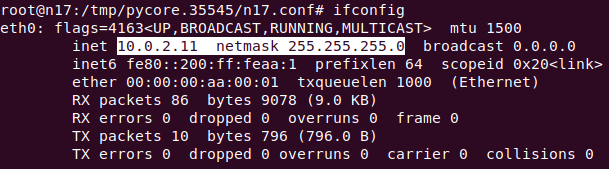 root@n17:/tmp/pycore.35545/n17.conf# ifconfig
eth0: flags=4163<UP,BROADCAST,RUNNING,MULTICAST>  mtu 1500
        inet 10.0.2.11  netmask 255.255.255.0  broadcast 0.0.0.0
        inet6 fe80::200:ff:feaa:1  prefixlen 64  scopeid 0x20<link>
        ether 00:00:00:aa:00:01  txqueuelen 1000  (Ethernet)
        RX packets 86  bytes 9078 (9.0 KB)
        RX errors 0  dropped 0  overruns 0  frame 0
        TX packets 10  bytes 796 (796.0 B)
        TX errors 0  dropped 0 overruns 0  carrier 0  collisions 0